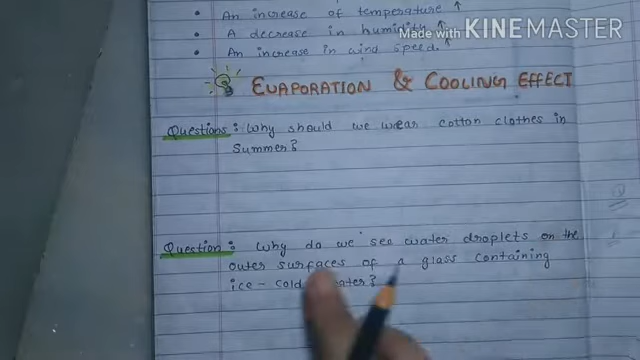 An increase of temperature ↑
A decrease in humidity ↑
Made with KINEMASTER
An increase in wind speed. ↑
EVAPORATION & COOLING EFFECT
Questions: Why should we wear cotton clothes in
Summer?
Question: Why do we see water droplets on the
outer surfaces of a glass containing
ice-cold water?